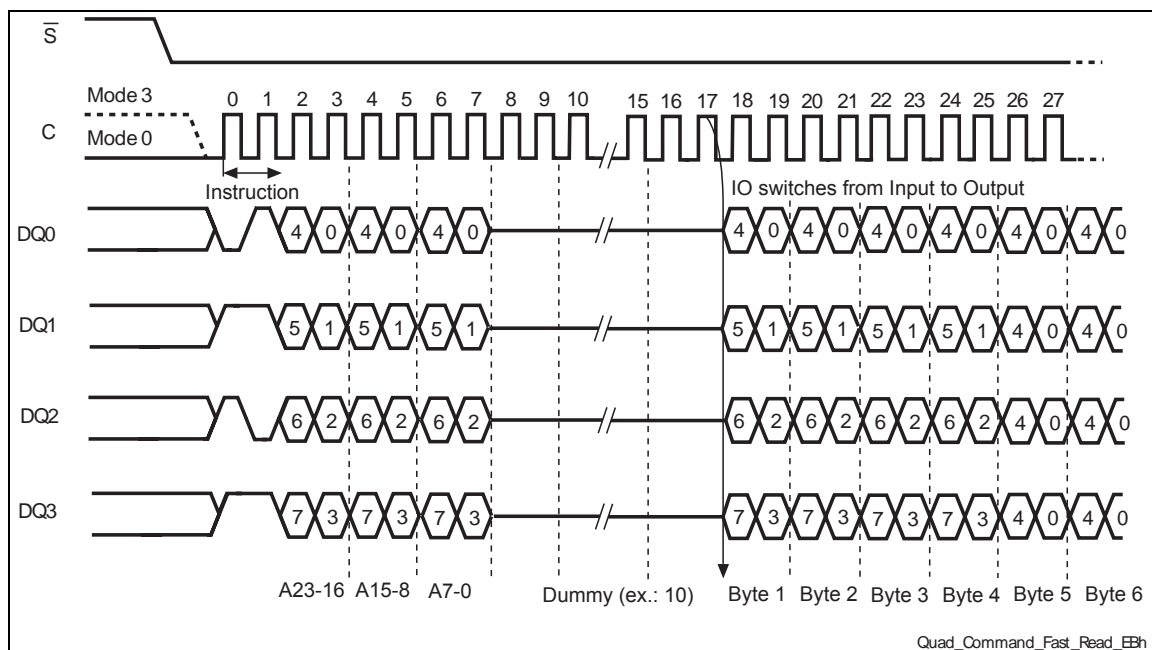 S
Mode 3
C
Mode 0
0 1 2 3 4 5 6 7 8 9 10 15 16 17 18 19 20 21 22 23 24 25 26 27
Instruction
IO switches from Input to Output
DQ0 4 0 4 0 4 0 4 0 4 0 4 0 4 0 4 0 4 0
DQ1 5 1 5 1 5 1 5 1 5 1 5 1 5 1 4 0 4 0
DQ2 6 2 6 2 6 2 6 2 6 2 6 2 6 2 4 0 4 0
DQ3 7 3 7 3 7 3 7 3 7 3 7 3 7 3 4 0 4 0
A23-16 A15-8 A7-0 Dummy (ex.: 10) Byte 1 Byte 2 Byte 3 Byte 4 Byte 5 Byte 6
Quad_Command_Fast_Read_EBh